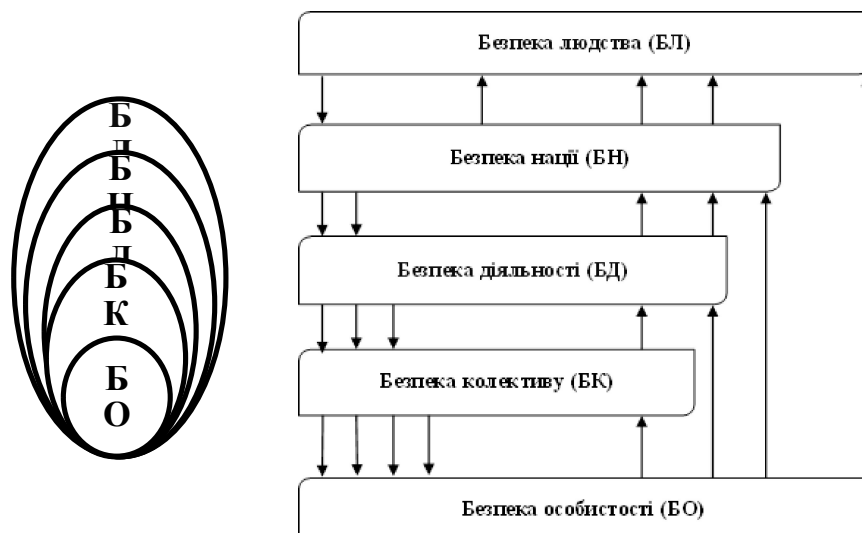 Б
Б
Б
Б
К
Б
О
Безпека людства (БЛ)
Безпека нації (БН)
Безпека діяльності (БД)
Безпека колективу (БК)
Безпека особистості (БО)